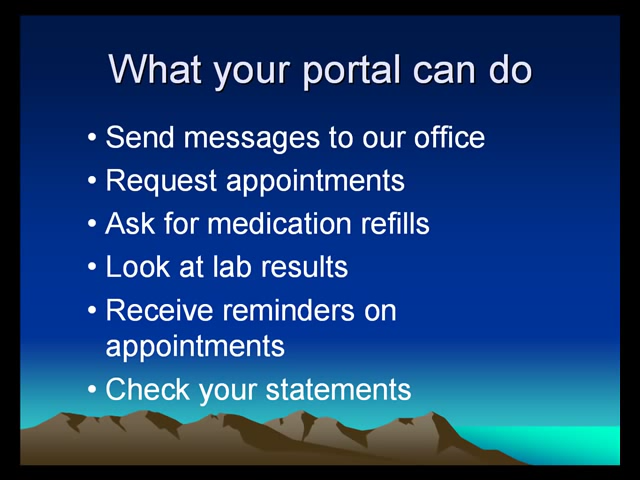 What your portal can do
• Send messages to our office
• Request appointments
• Ask for medication refills
• Look at lab results
• Receive reminders on
appointments
• Check your statements